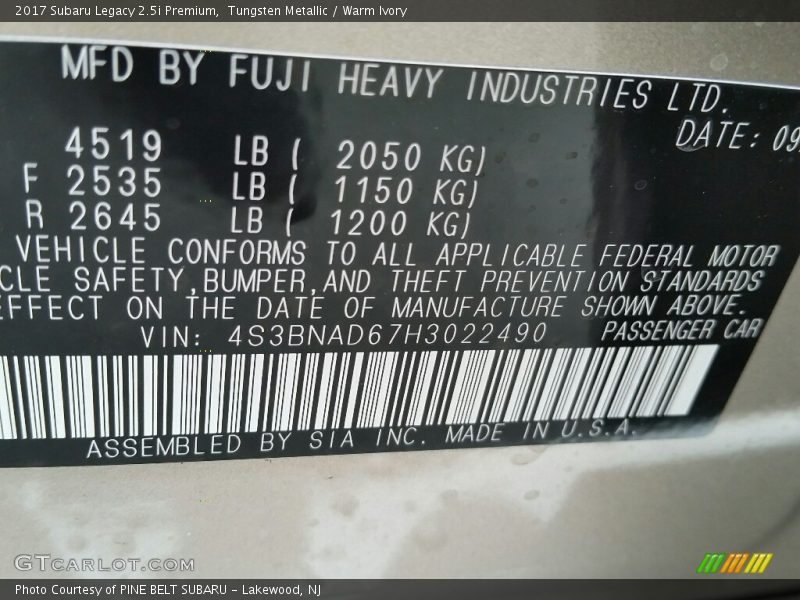 2017 Subaru Legacy 2.5i Premium,  Tungsten Metallic / Warm Ivory
MFD BY FUJI HEAVY INDUSTRIES LTD.
DATE: 09
4519 LB ( 2050 KG)
F 2535 LB ( 1150 KG)
R 2645 LB ( 1200 KG)
VEHICLE CONFORMS TO ALL APPLICABLE FEDERAL MOTOR
CLE SAFETY,BUMPER,AND THEFT PREVENTION STANDARDS
EFFECT ON THE DATE OF MANUFACTURE SHOWN ABOVE.
VIN: 4S3BNAD67H3022490 PASSENGER CAR
ASSEMBLED BY SIA INC. MADE IN U.S.A.
GTCARLOT.COM
Photo Courtesy of PINE BELT SUBARU – Lakewood, NJ